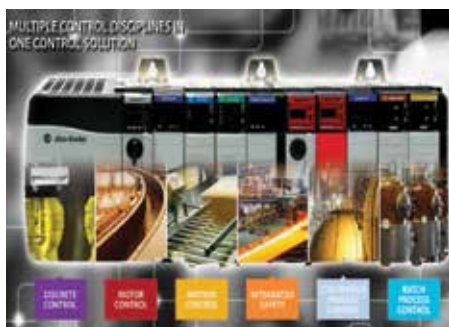 MULTIPLE CONTROL DISCIPLINES IN
ONE CONTROL SOLUTION
Allen-Bradley
DISCRETE
CONTROL
MOTOR
CONTROL
MOTION
CONTROL
INTEGRATED
SAFETY
PROCESS
CONTROL
BATCH
PROCESS
CONTROL